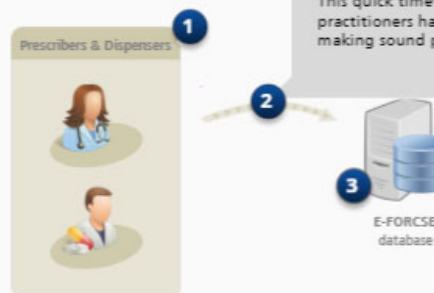 This quick time
practitioners ha
making sound p
1
Prescribers & Dispensers
2
3
E-FORCSE
database